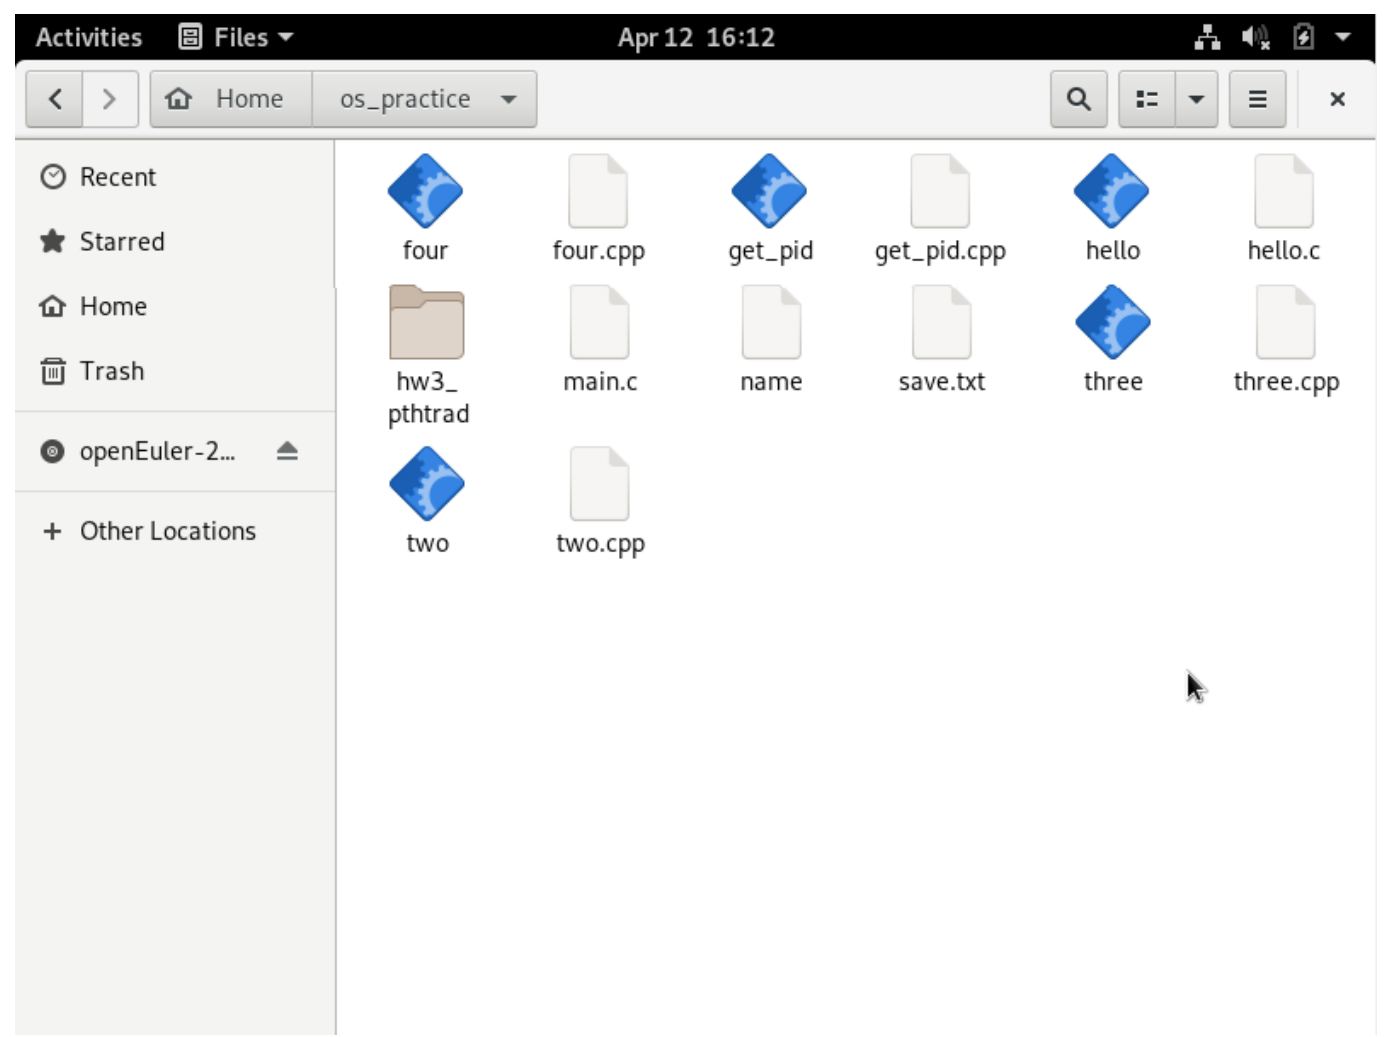 Activities Files Apr 12 16:12
Home os_practice
Recent
Starred
Home
Trash
openEuler-2...
Other Locations
four four.cpp get_pid get_pid.cpp hello hello.c
hw3_ main.c name save.txt three three.cpp
pthtrad
two two.cpp